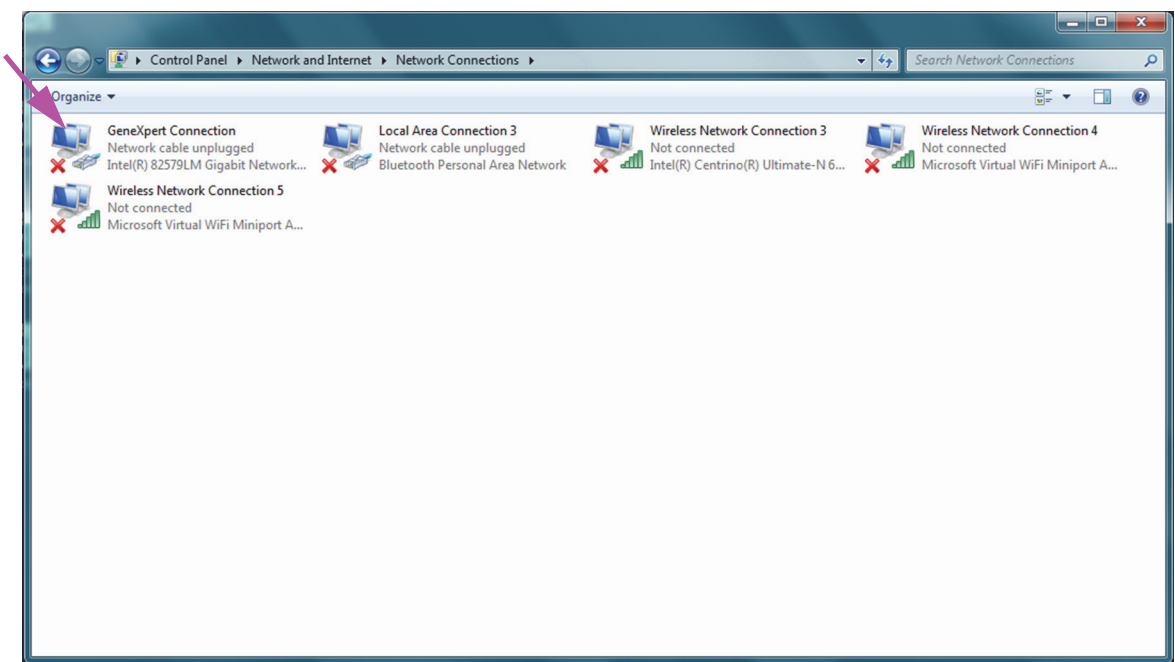 Control Panel Network and Internet Network Connections
Search Network Connections
Organize
GeneXpert Connection
Network cable unplugged
Intel(R) 82579LM Gigabit Network...
Local Area Connection 3
Network cable unplugged
Bluetooth Personal Area Network
Wireless Network Connection 3
Not connected
Intel(R) Centrino(R) Ultimate-N 6...
Wireless Network Connection 4
Not connected
Microsoft Virtual WiFi Miniport A...
Wireless Network Connection 5
Not connected
Microsoft Virtual WiFi Miniport A...